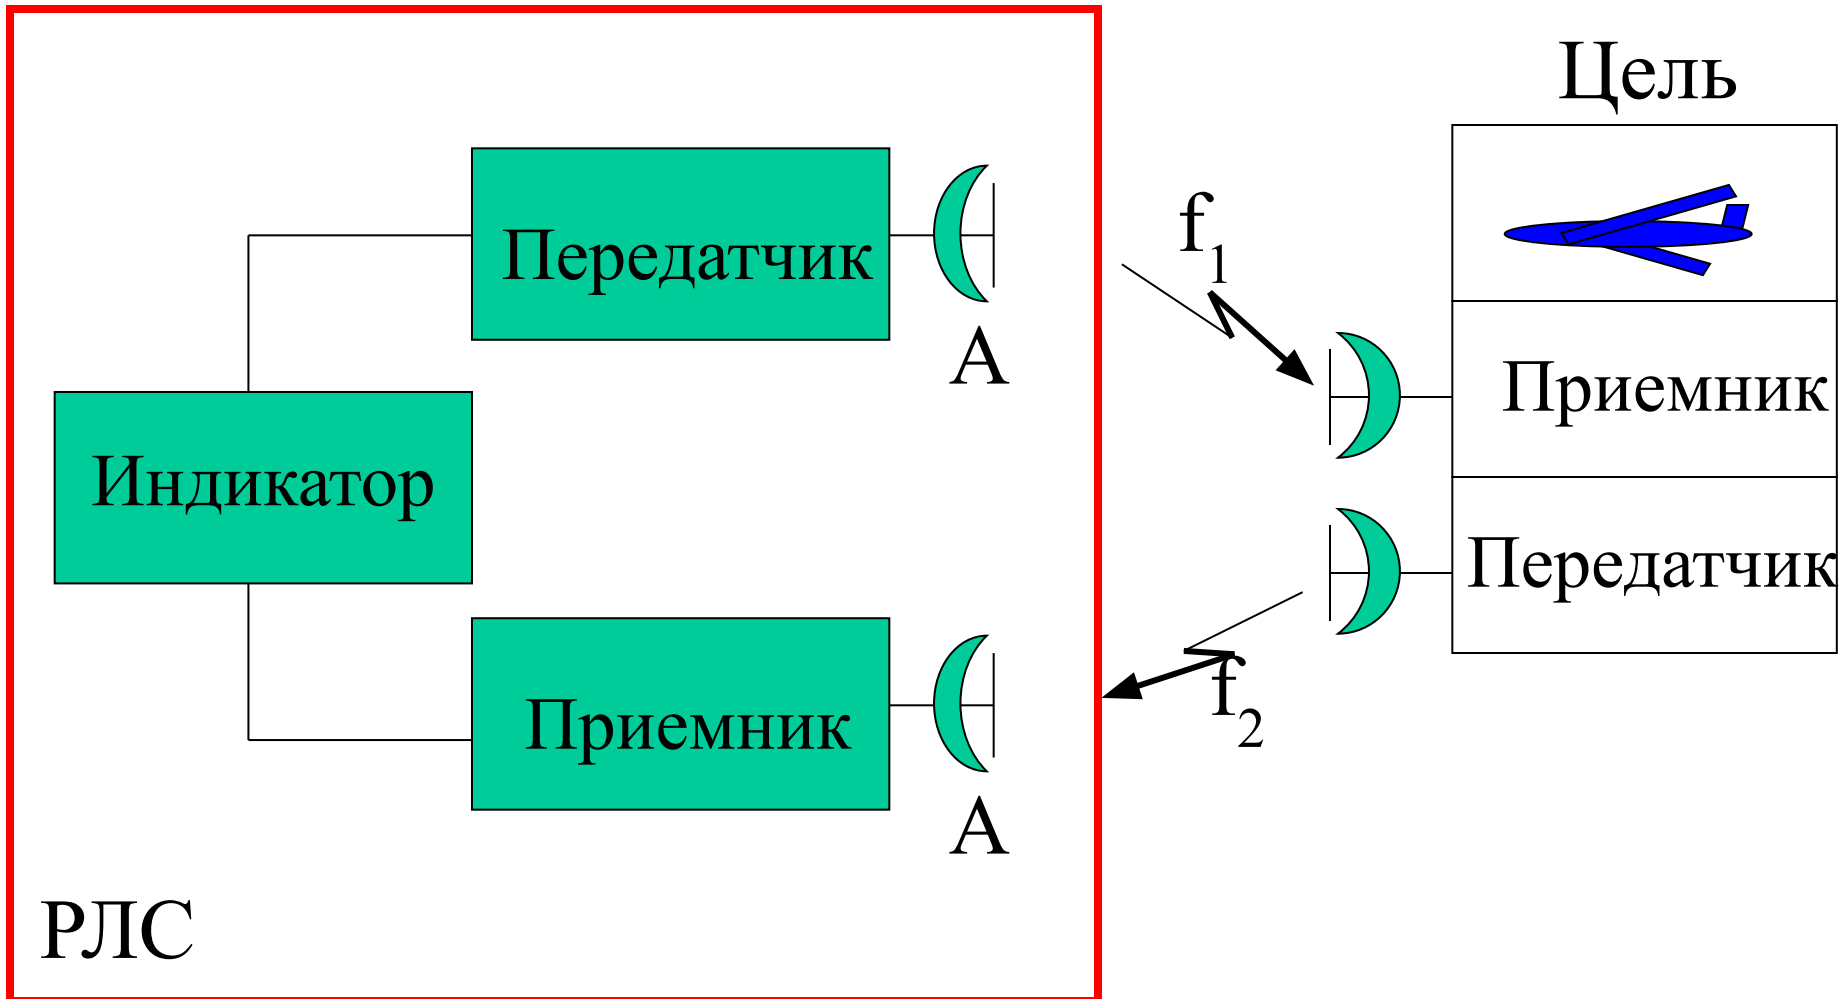 Цель
f1
Передатчик
A
Приемник
Индикатор
Передатчик
f2
Приемник
A
РЛС